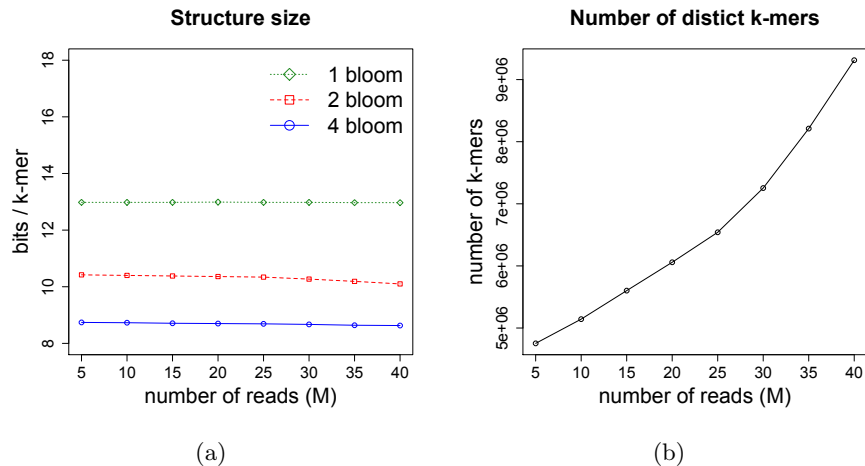 Structure size
18
16
14
12
10
8
bits / k-mer
1 bloom
2 bloom
4 bloom
5 10 15 20 25 30 35 40
number of reads (M)
(a)
Number of distict k-mers
9e+06
8e+06
7e+06
6e+06
5e+06
number of k-mers
5 10 15 20 25 30 35 40
number of reads (M)
(b)